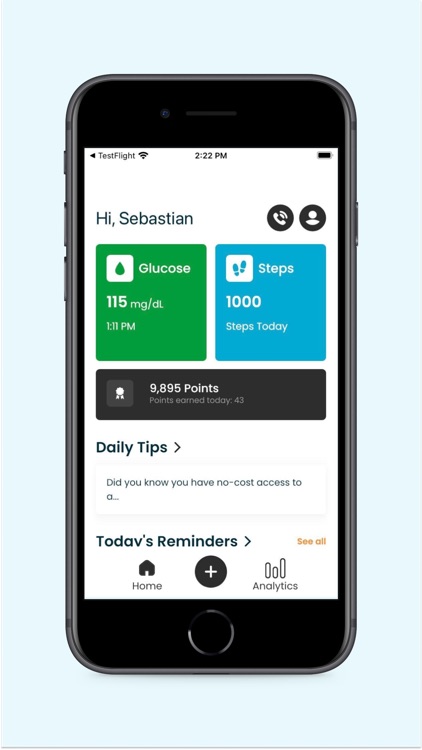 ◀ TestFlight 2:22 PM
Hi, Sebastian
Glucose
115 mg/dL
1:11 PM
Steps
1000
Steps Today
9,895 Points
Points earned today: 43
Daily Tips >
Did you know you have no-cost access to
a...
Today's Reminders > See all
Home + Analytics